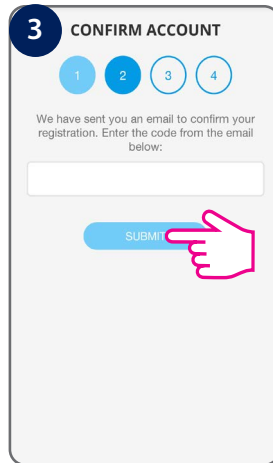 3
CONFIRM ACCOUNT
1 2 3 4
We have sent you an email to confirm your
registration. Enter the code from the email
below:
SUBMIT